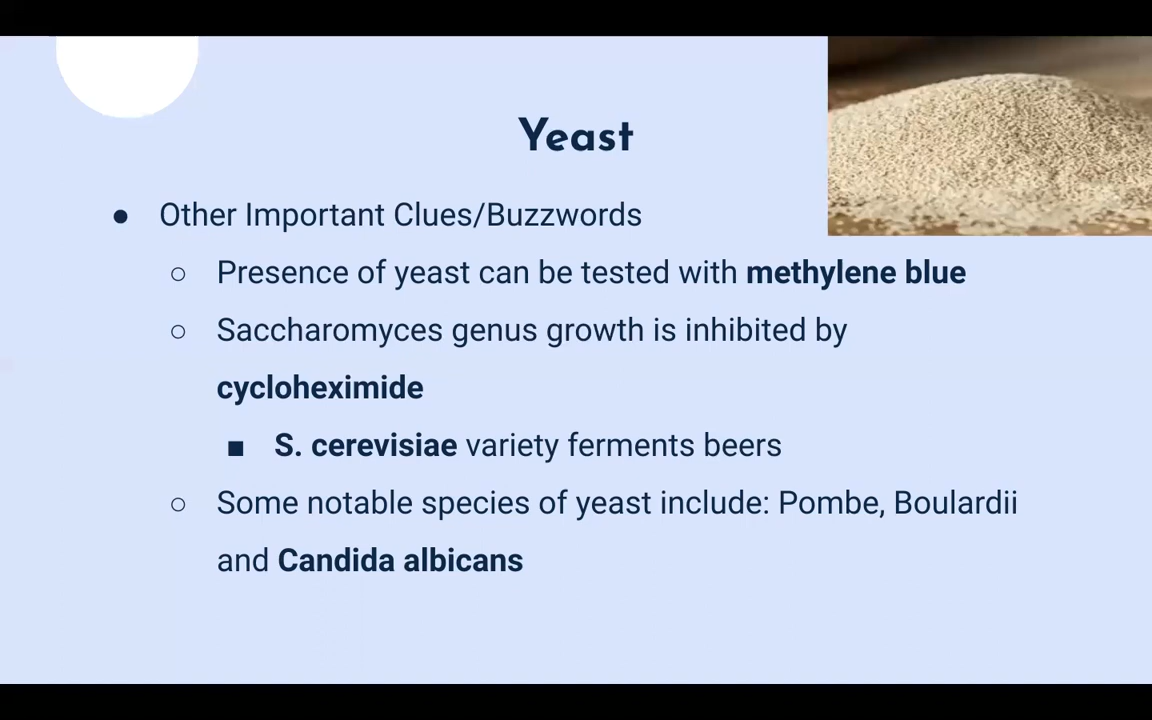 Yeast
● Other Important Clues/Buzzwords
○ Presence of yeast can be tested with methylene blue
○ Saccharomyces genus growth is inhibited by
cycloheximide
■ S. cerevisiae variety ferments beers
○ Some notable species of yeast include: Pombe, Boulardii
and Candida albicans